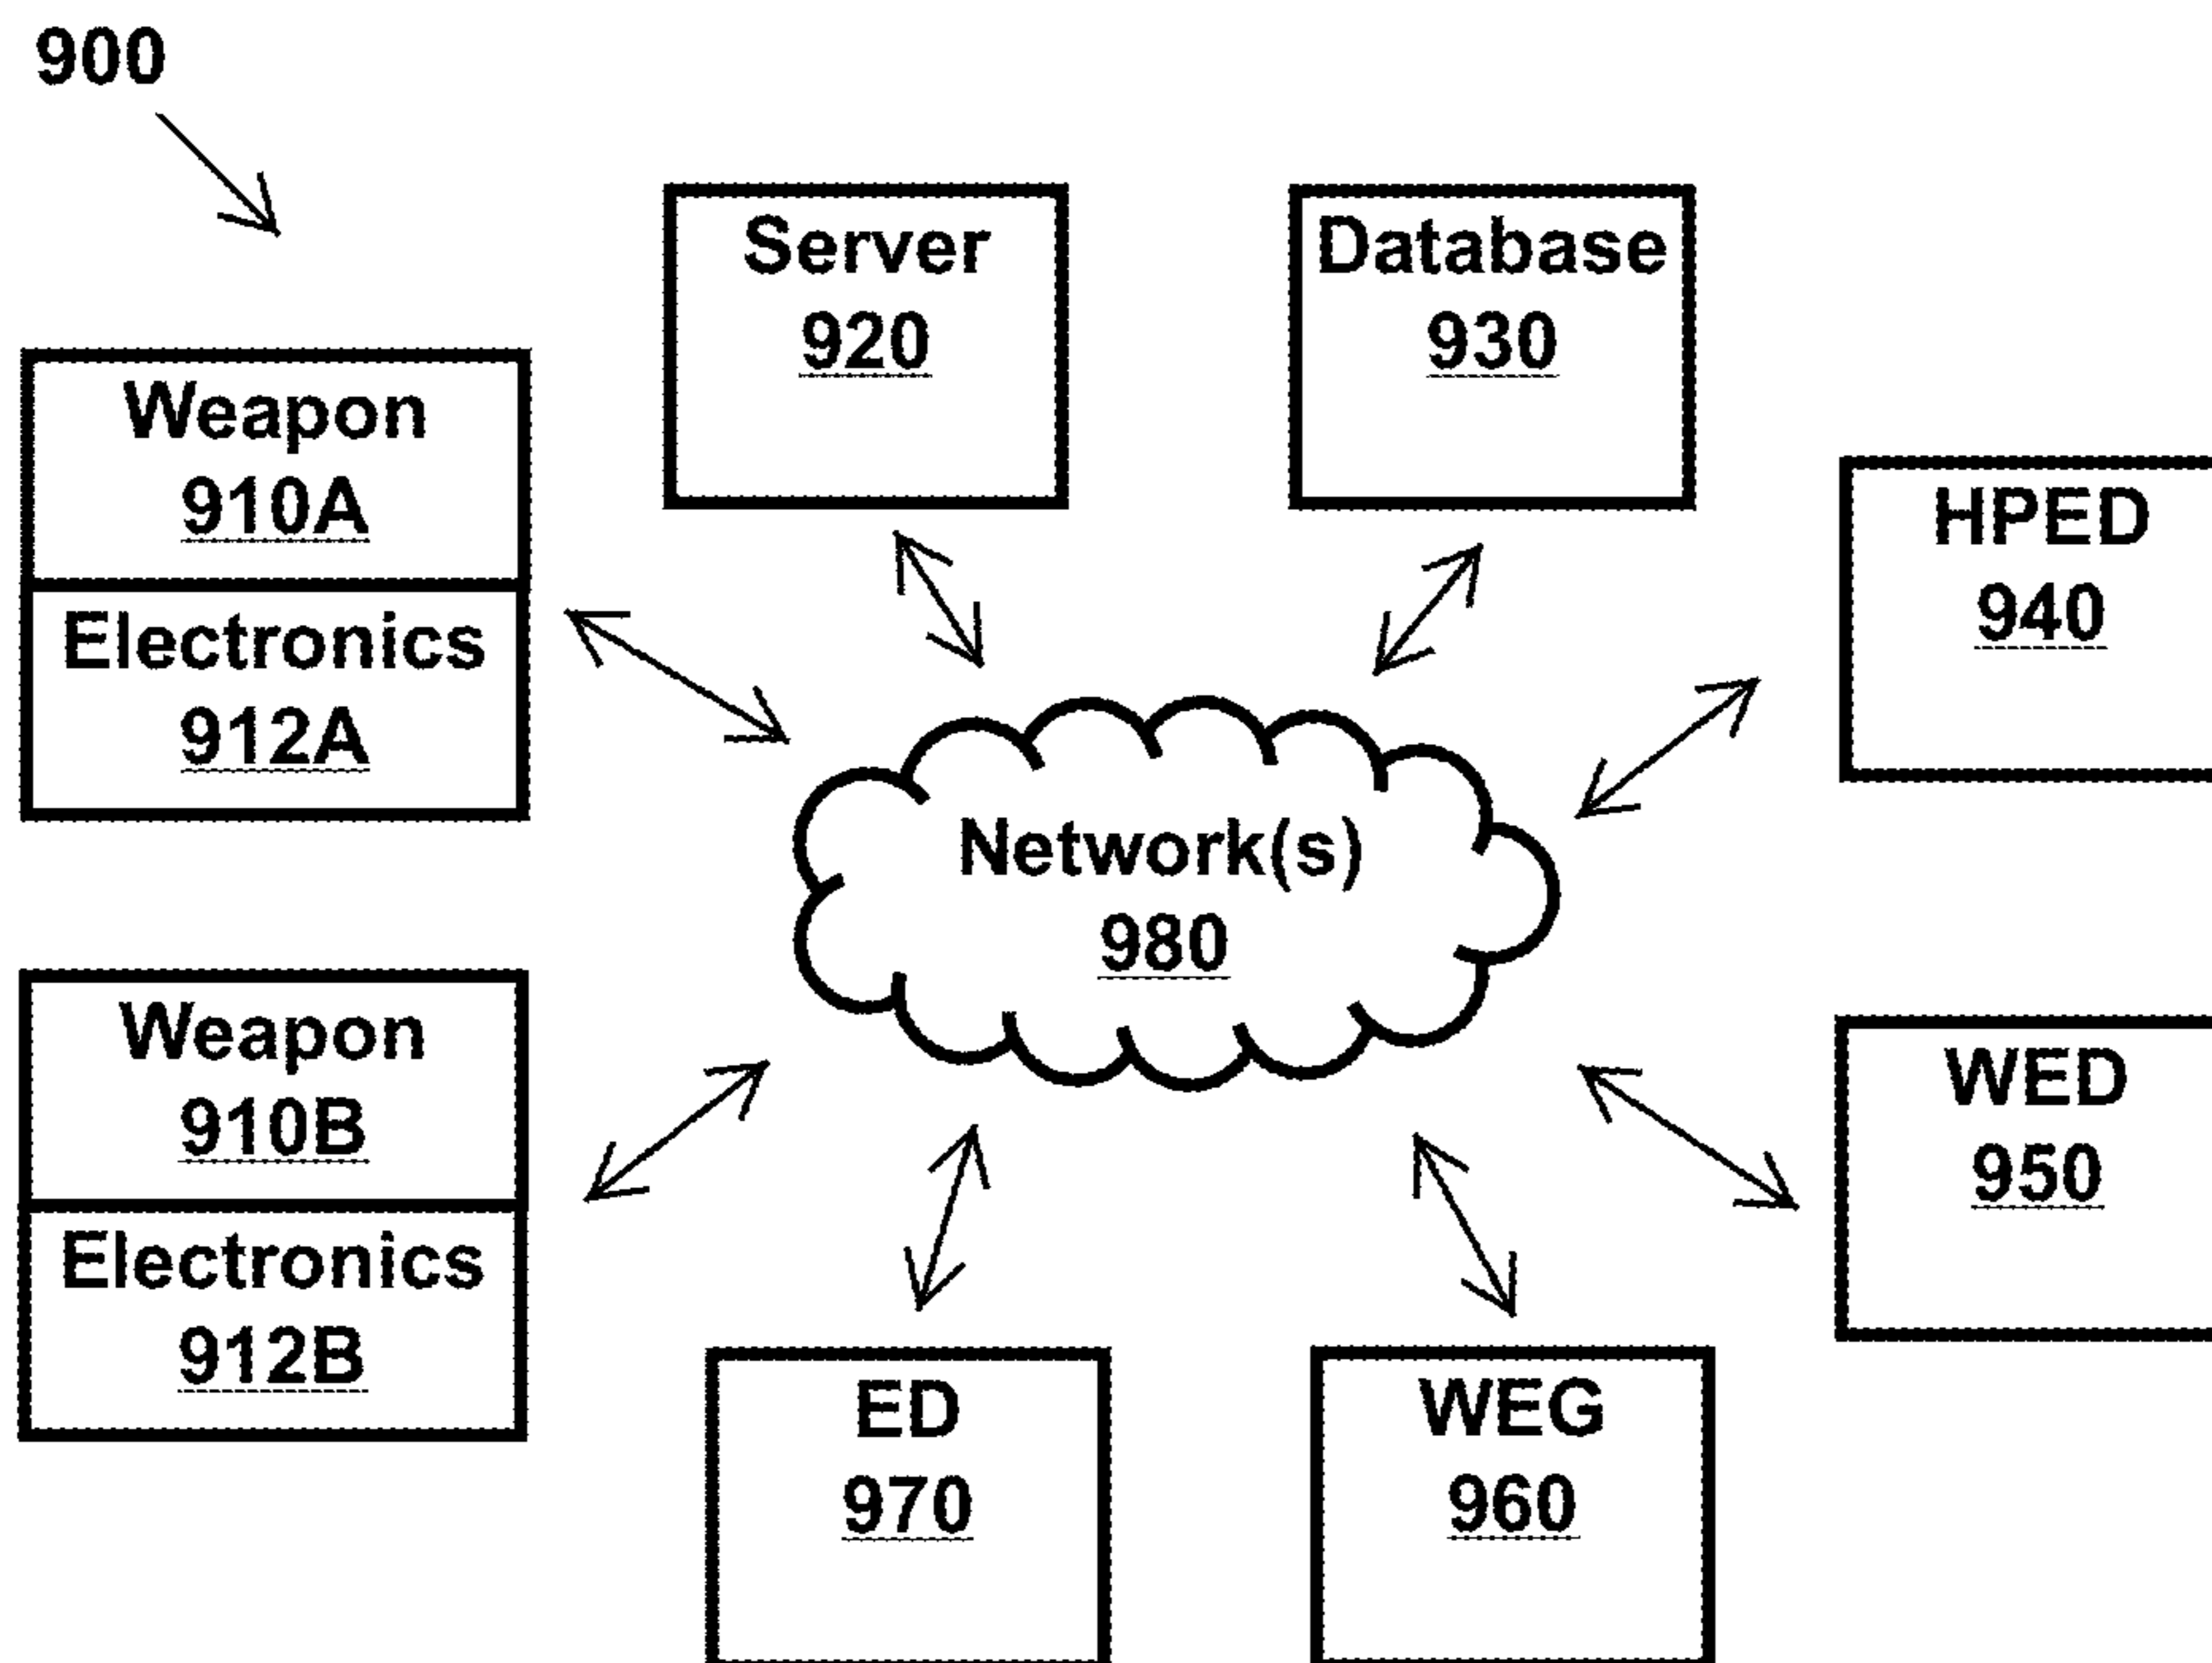 900
Server
920
Database
930
Weapon
910A
Electronics
912A
HPED
940
Network(s)
980
Weapon
910B
Electronics
912B
WED
950
ED
970
WEG
960